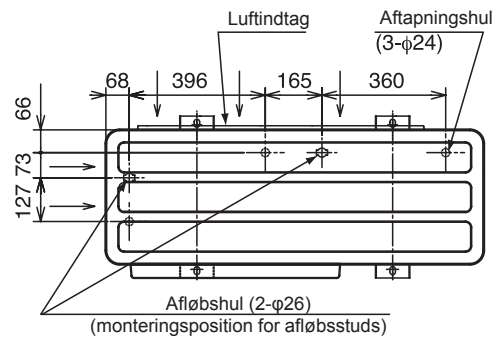 Luftindtag
Aftapningshul
(3-φ24)
68
396
165
360
66
73
127
Afløbshul (2-φ26)
(monteringsposition for afløbsstuds)